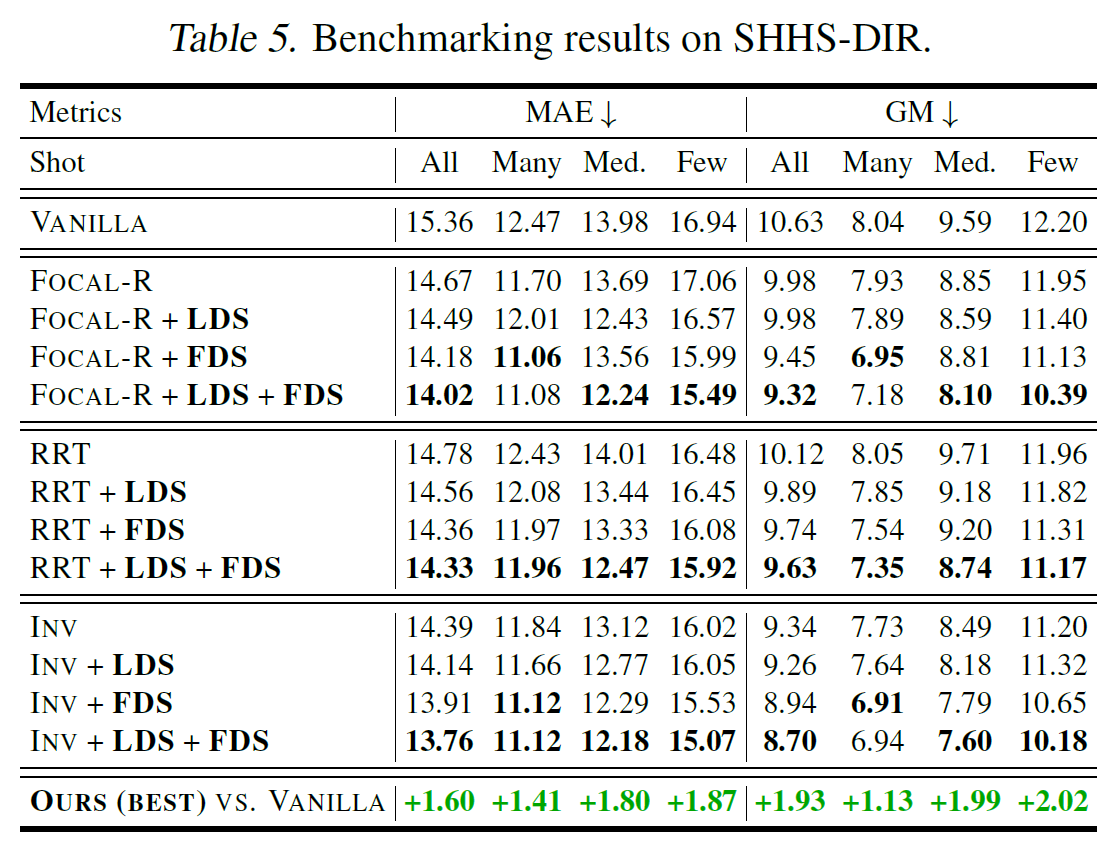 Table 5. Benchmarking results on SHHS-DIR.
Metrics MAE ↓ GM ↓
Shot All Many Med. Few All Many Med. Few
VANILLA 15.36 12.47 13.98 16.94 10.63 8.04 9.59 12.20
FOCAL-R 14.67 11.70 13.69 17.06 9.98 7.93 8.85 11.95
FOCAL-R + LDS 14.49 12.01 12.43 16.57 9.98 7.89 8.59 11.40
FOCAL-R + FDS 14.18 11.06 13.56 15.99 9.45 6.95 8.81 11.13
FOCAL-R + LDS + FDS 14.02 11.08 12.24 15.49 9.32 7.18 8.10 10.39
RRT 14.78 12.43 14.01 16.48 10.12 8.05 9.71 11.96
RRT + LDS 14.56 12.08 13.44 16.45 9.89 7.85 9.18 11.82
RRT + FDS 14.36 11.97 13.33 16.08 9.74 7.54 9.20 11.31
RRT + LDS + FDS 14.33 11.96 12.47 15.92 9.63 7.35 8.74 11.17
INV 14.39 11.84 13.12 16.02 9.34 7.73 8.49 11.20
INV + LDS 14.14 11.66 12.77 16.05 9.26 7.64 8.18 11.32
INV + FDS 13.91 11.12 12.29 15.53 8.94 6.91 7.79 10.65
INV + LDS + FDS 13.76 11.12 12.18 15.07 8.70 6.94 7.60 10.18
OURS (BEST) VS. VANILLA +1.60 +1.41 +1.80 +1.87 +1.93 +1.13 +1.99 +2.02